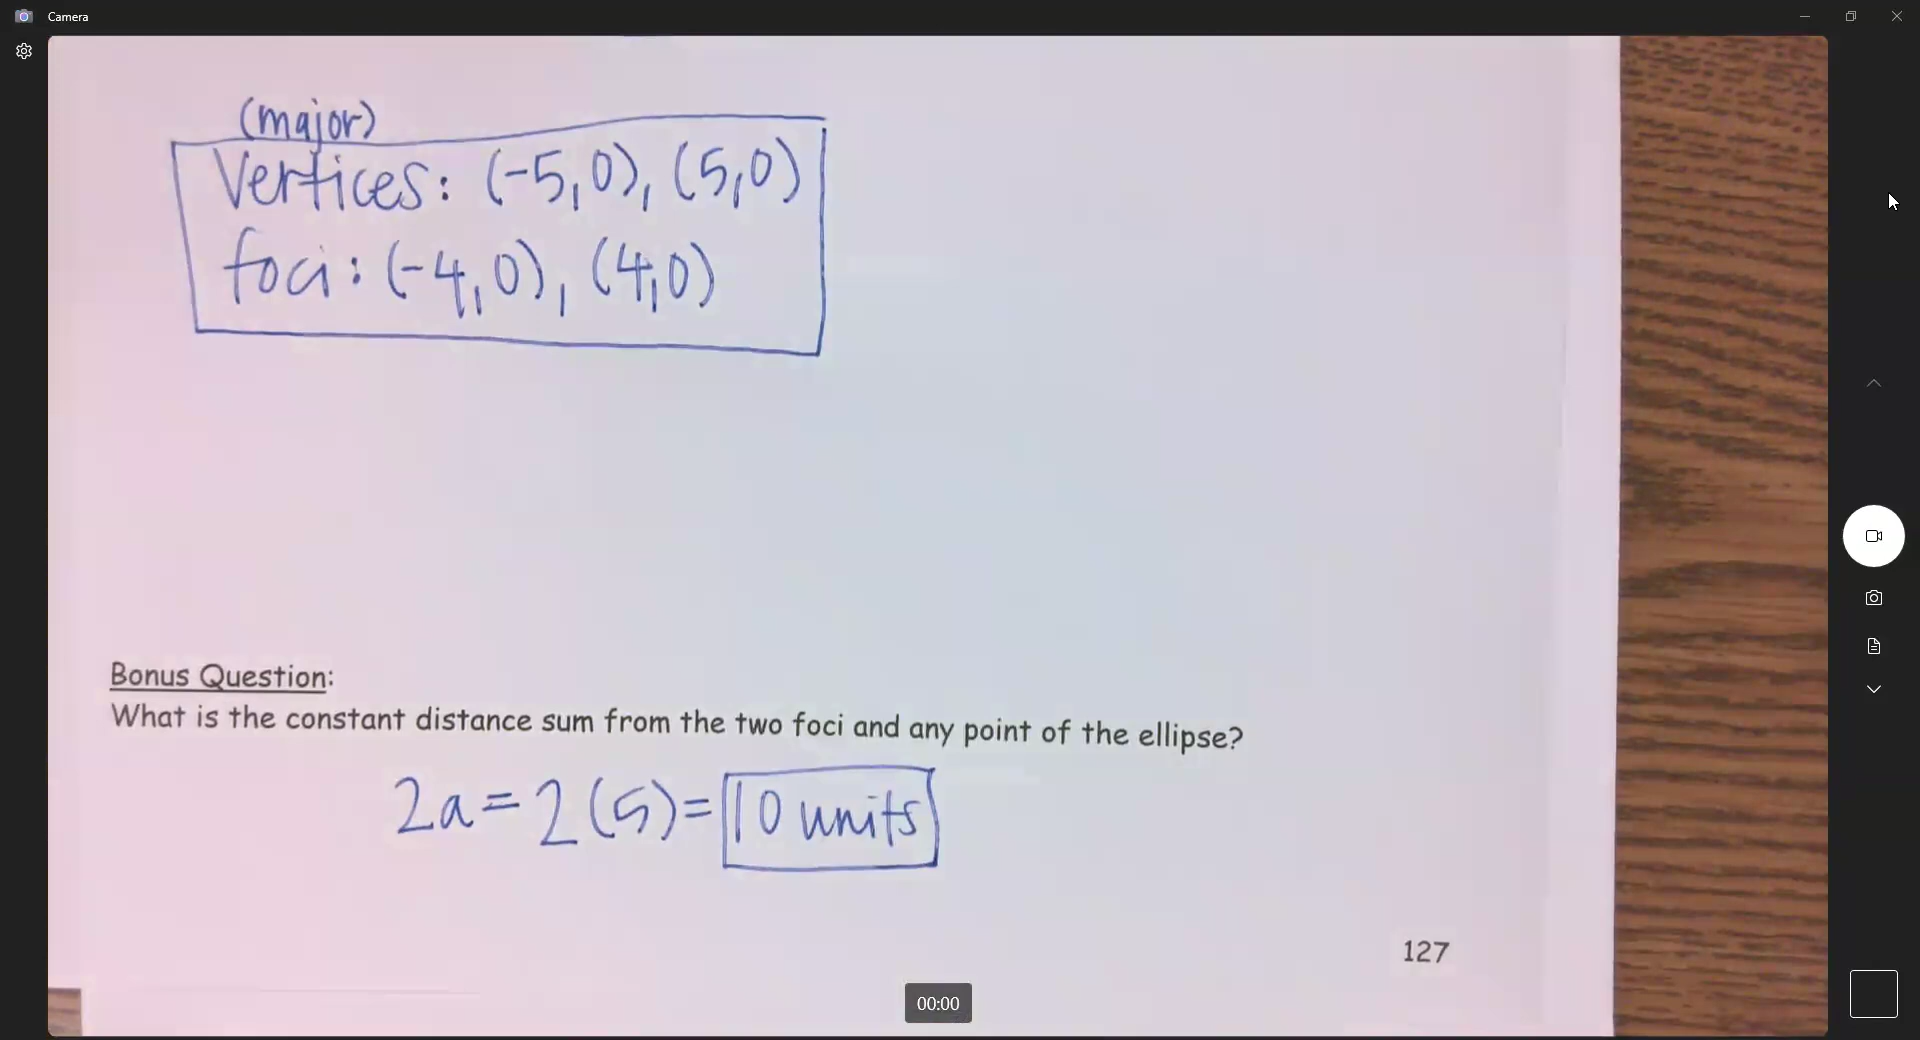 Camera
(major)
Vertices: (-5,0), (5,0)
foci: (-4,0), (4,0)
Bonus Question:
What is the constant distance sum from the two foci and any point of the ellipse?
2a = 2(5) = 10 units
127
00:00